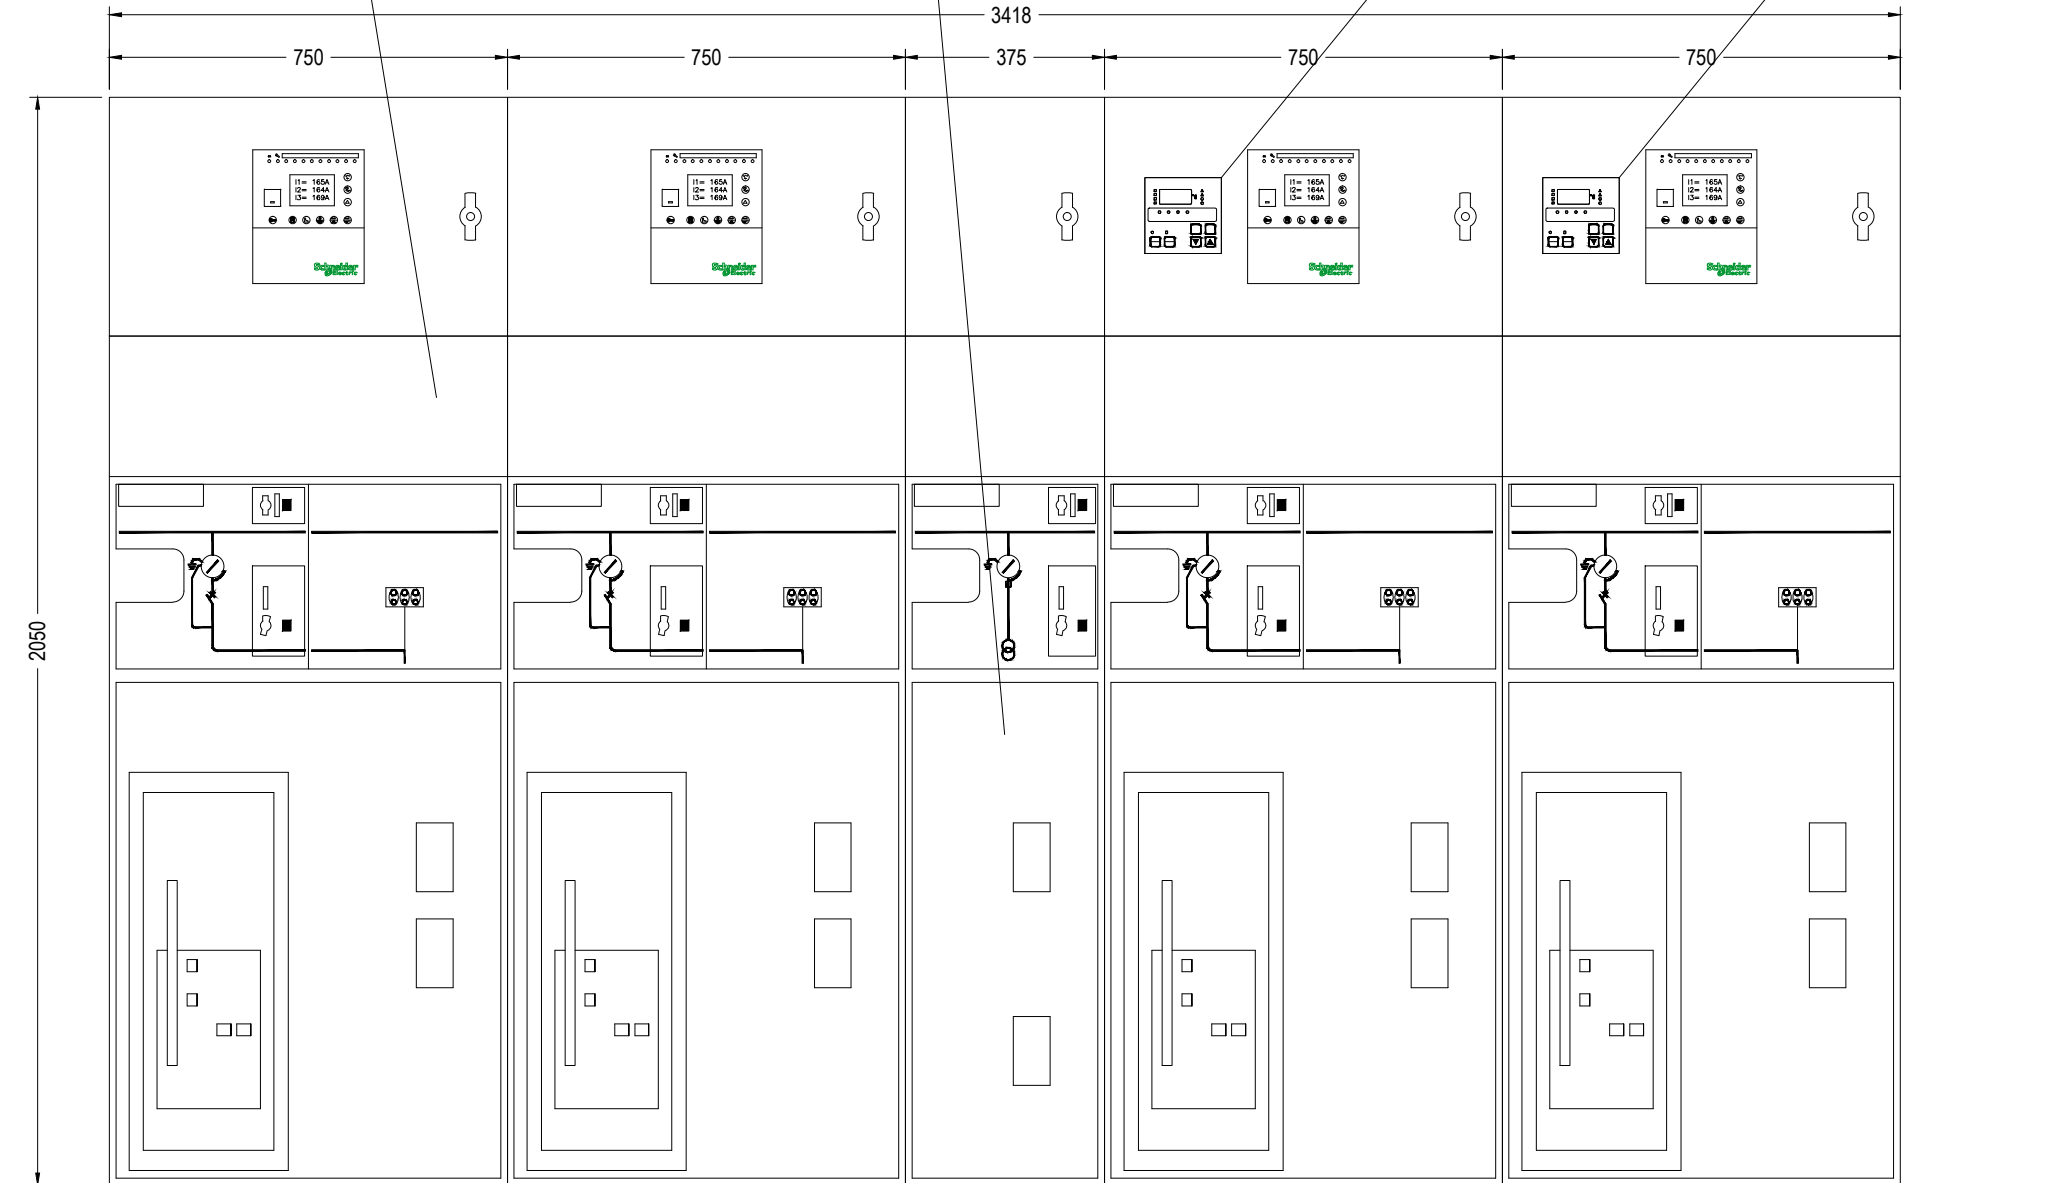 3418
750
750
375
750
750
2050
I1= 165A
I2= 164A
I3= 169A
Schneider
Electric
I1= 165A
I2= 164A
I3= 169A
Schneider
Electric
I1= 165A
I2= 164A
I3= 169A
Schneider
Electric
I1= 165A
I2= 164A
I3= 169A
Schneider
Electric